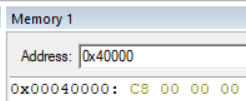 Memory 1
Address: 0x40000
0x00040000: C8 00 00 00